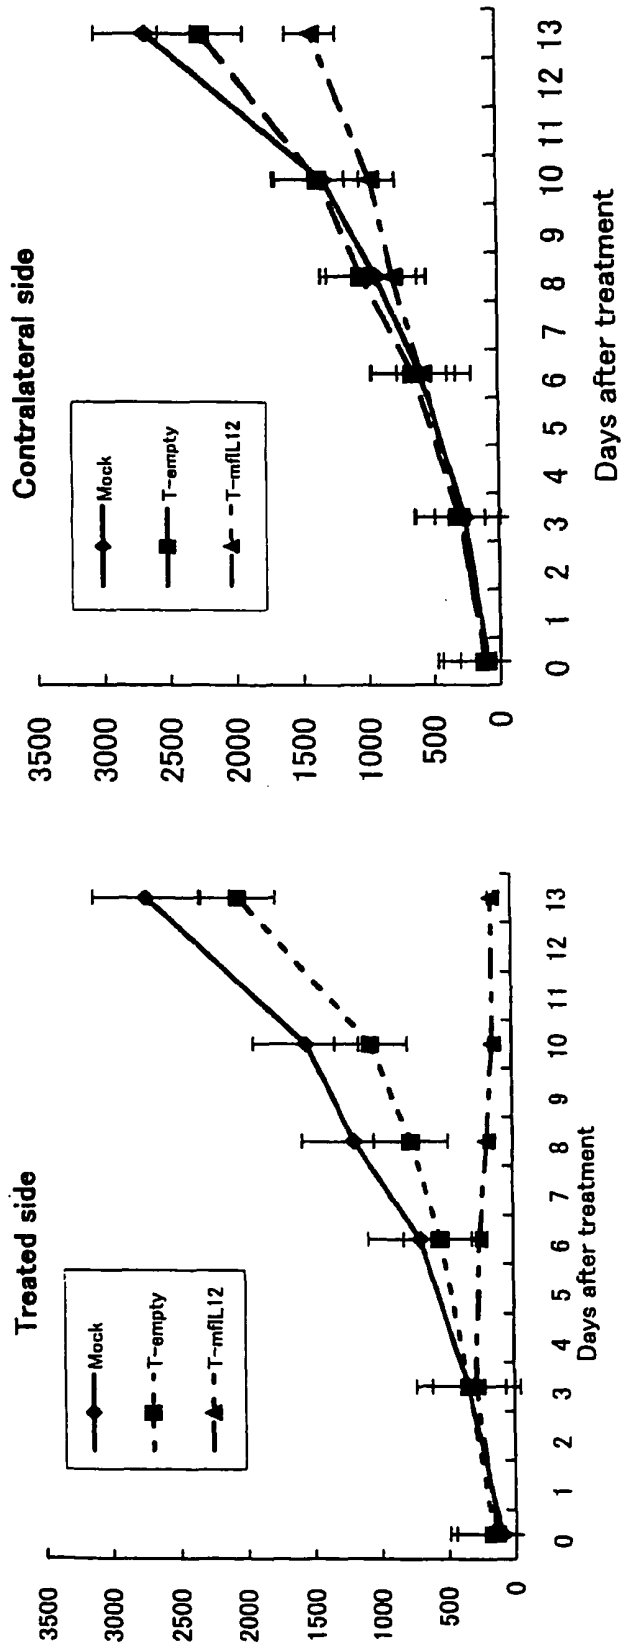 Treated side
Mock
T-empty
T-mfIL12
3500
3000
2500
2000
1500
1000
500
0
0 1 2 3 4 5 6 7 8 9 10 11 12 13
Days after treatment
Contralateral side
Mock
T-empty
T-mfIL12
3500
3000
2500
2000
1500
1000
500
0
0 1 2 3 4 5 6 7 8 9 10 11 12 13
Days after treatment